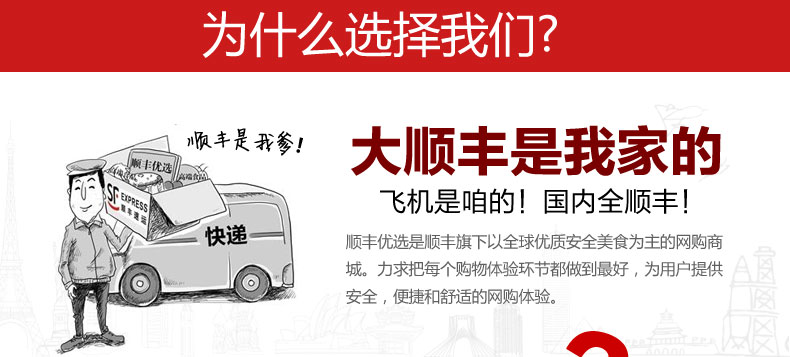 为什么选择我们?
顺丰是我爹!
顺丰优选
高端食品
SF EXPRESS
顺丰速运
快递
大顺丰是我家的
飞机是咱的！国内全顺丰！
顺丰优选是顺丰旗下以全球优质安全美食为主的网购商
城。力求把每个购物体验环节都做到最好，为用户提供
安全，便捷和舒适的网购体验。